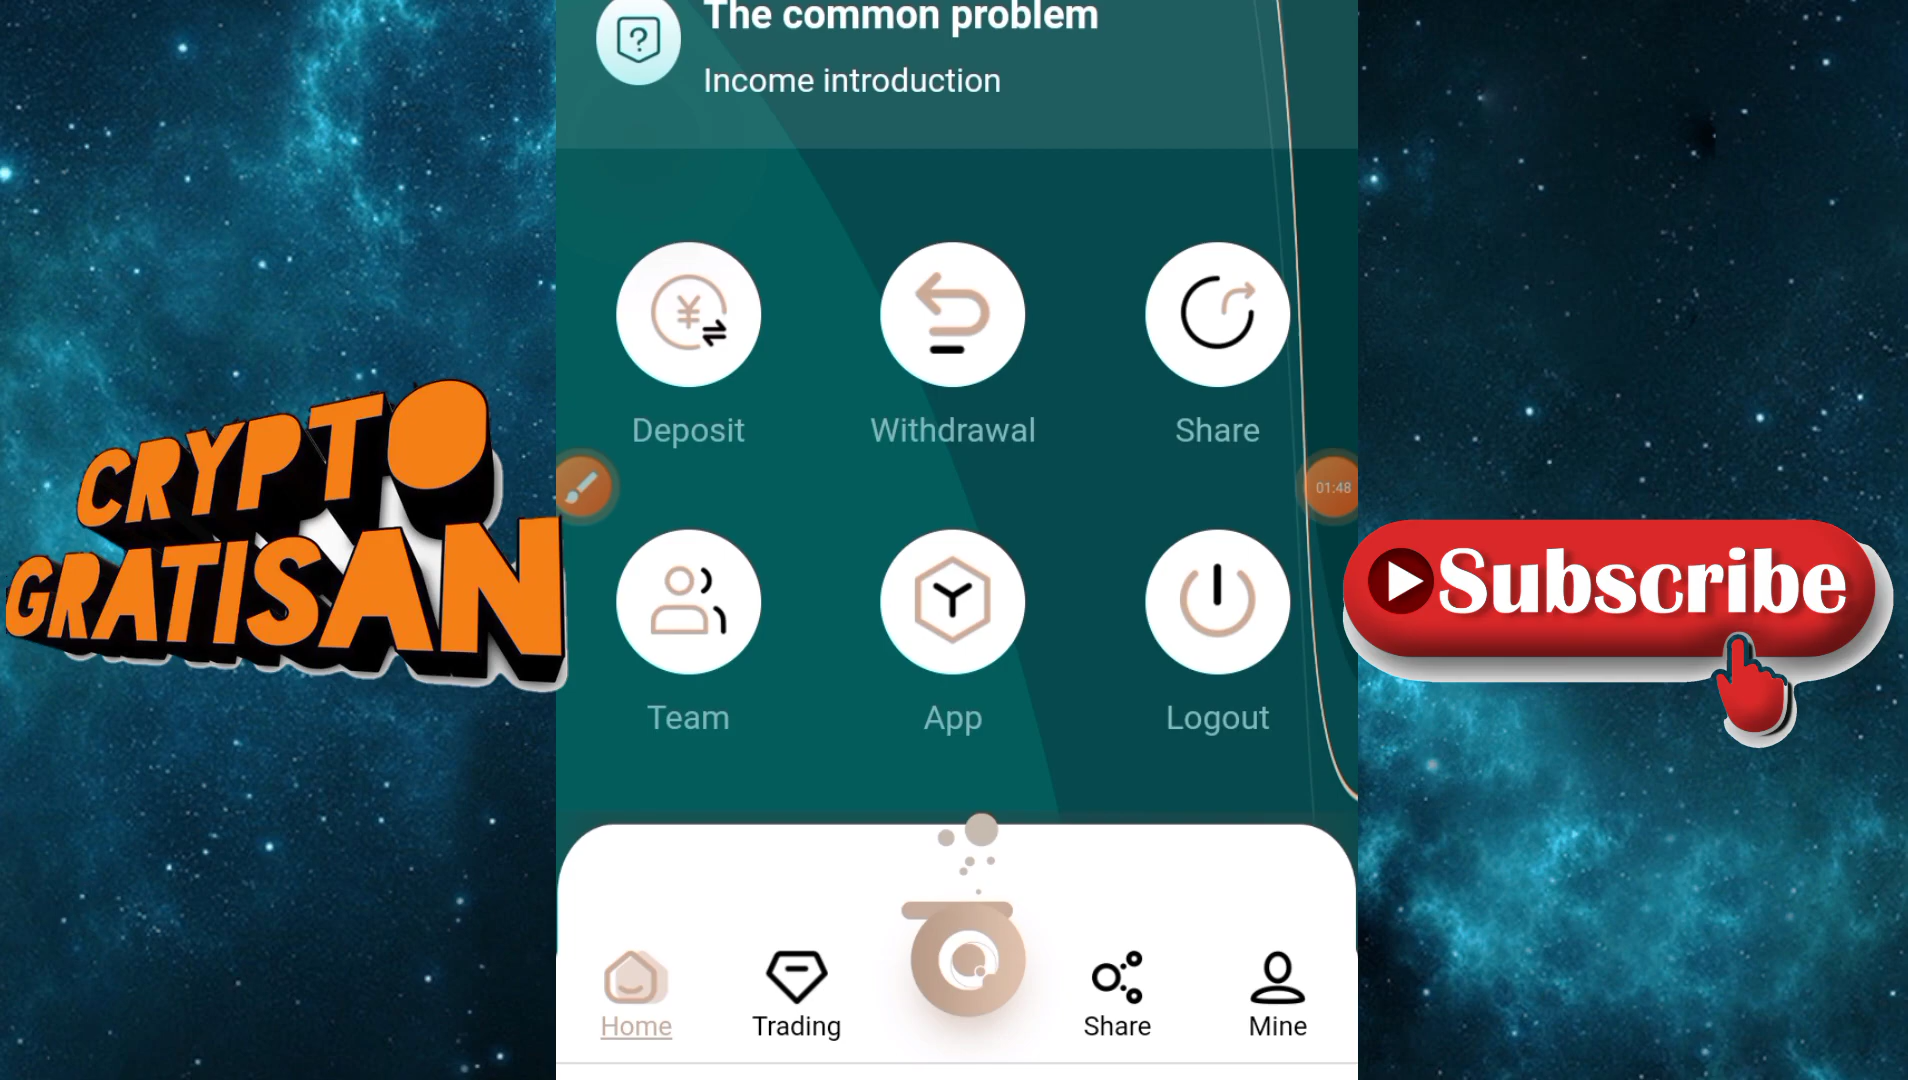 The common problem
Income introduction
Deposit
Withdrawal
Share
01:48
CRYPTO
GRATISAN
Subscribe
Team
App
Logout
Home
Trading
Share
Mine